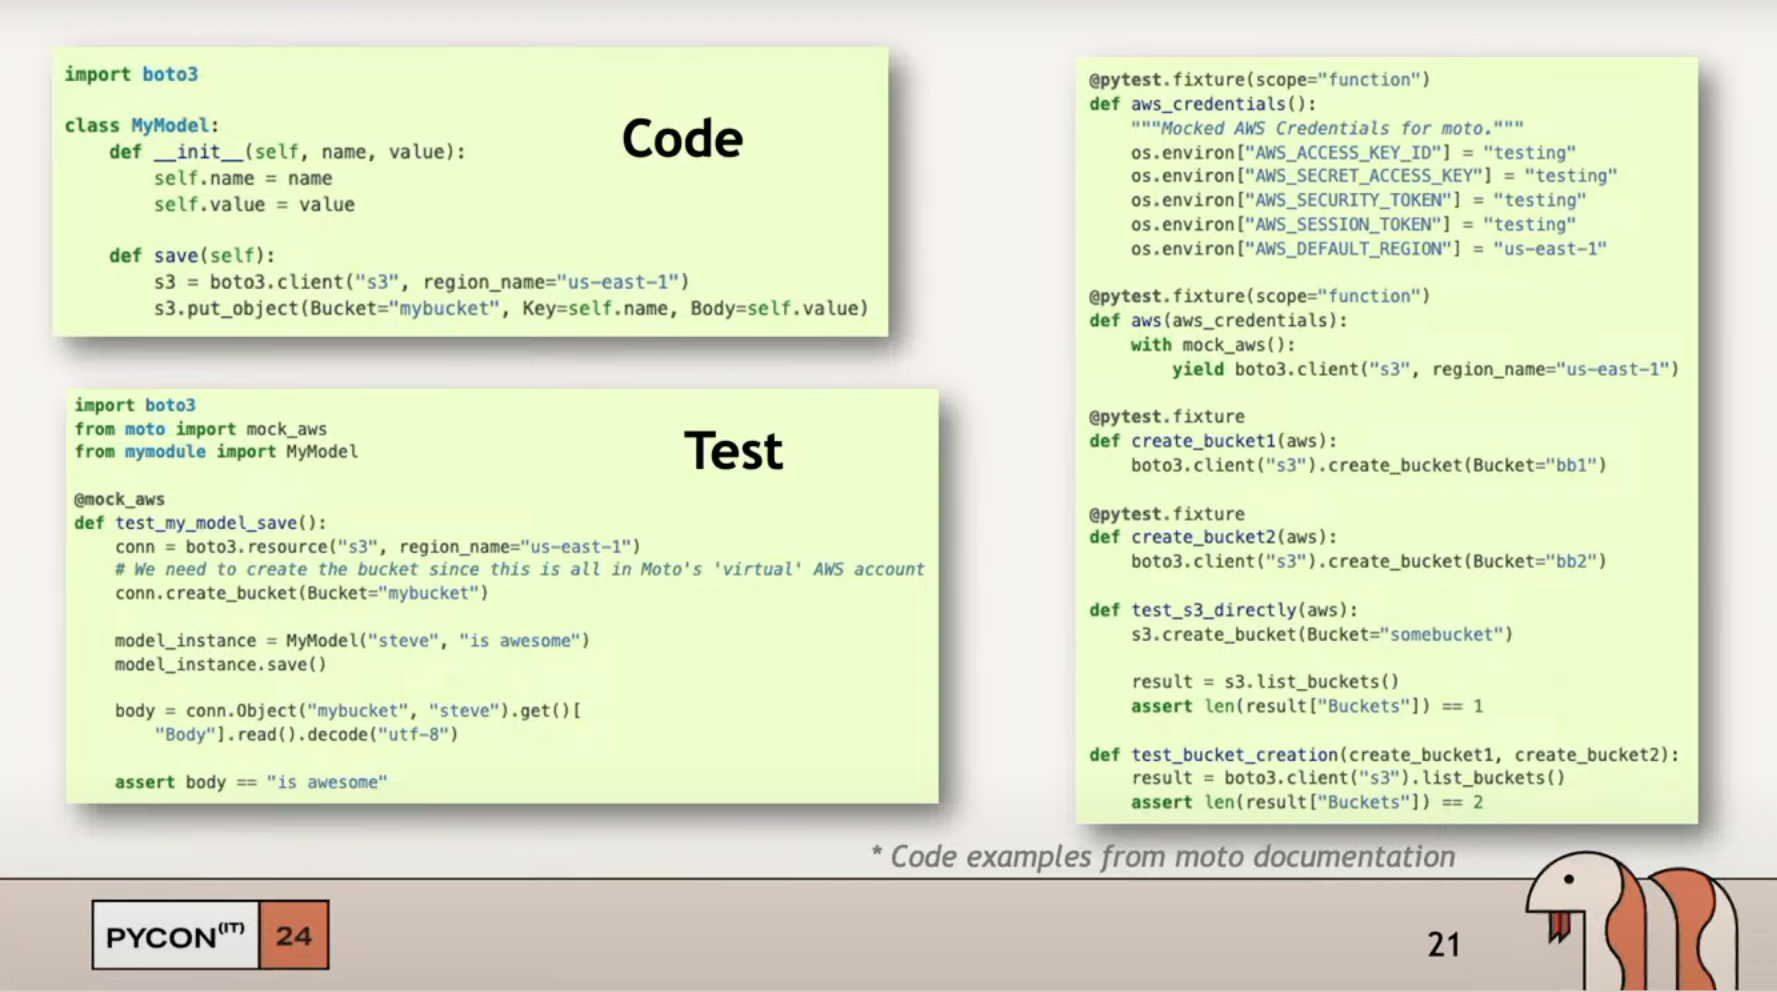 import boto3

class MyModel:
    def __init__(self, name, value):
        self.name = name
        self.value = value

    def save(self):
        s3 = boto3.client("s3", region_name="us-east-1")
        s3.put_object(Bucket="mybucket", Key=self.name, Body=self.value)
Code
import boto3
from moto import mock_aws
from mymodule import MyModel

@mock_aws
def test_my_model_save():
    conn = boto3.resource("s3", region_name="us-east-1")
    # We need to create the bucket since this is all in Moto's 'virtual' AWS account
    conn.create_bucket(Bucket="mybucket")

    model_instance = MyModel("steve", "is awesome")
    model_instance.save()

    body = conn.Object("mybucket", "steve").get()[
        "Body"].read().decode("utf-8")

    assert body == "is awesome"
Test
@pytest.fixture(scope="function")
def aws_credentials():
    """Mocked AWS Credentials for moto."""
    os.environ["AWS_ACCESS_KEY_ID"] = "testing"
    os.environ["AWS_SECRET_ACCESS_KEY"] = "testing"
    os.environ["AWS_SECURITY_TOKEN"] = "testing"
    os.environ["AWS_SESSION_TOKEN"] = "testing"
    os.environ["AWS_DEFAULT_REGION"] = "us-east-1"

@pytest.fixture(scope="function")
def aws(aws_credentials):
    with mock_aws():
        yield boto3.client("s3", region_name="us-east-1")

@pytest.fixture
def create_bucket1(aws):
    boto3.client("s3").create_bucket(Bucket="bb1")

@pytest.fixture
def create_bucket2(aws):
    boto3.client("s3").create_bucket(Bucket="bb2")

def test_s3_directly(aws):
    s3.create_bucket(Bucket="somebucket")

    result = s3.list_buckets()
    assert len(result["Buckets"]) == 1

def test_bucket_creation(create_bucket1, create_bucket2):
    result = boto3.client("s3").list_buckets()
    assert len(result["Buckets"]) == 2
* Code examples from moto documentation
PYCON(IT) 24
21